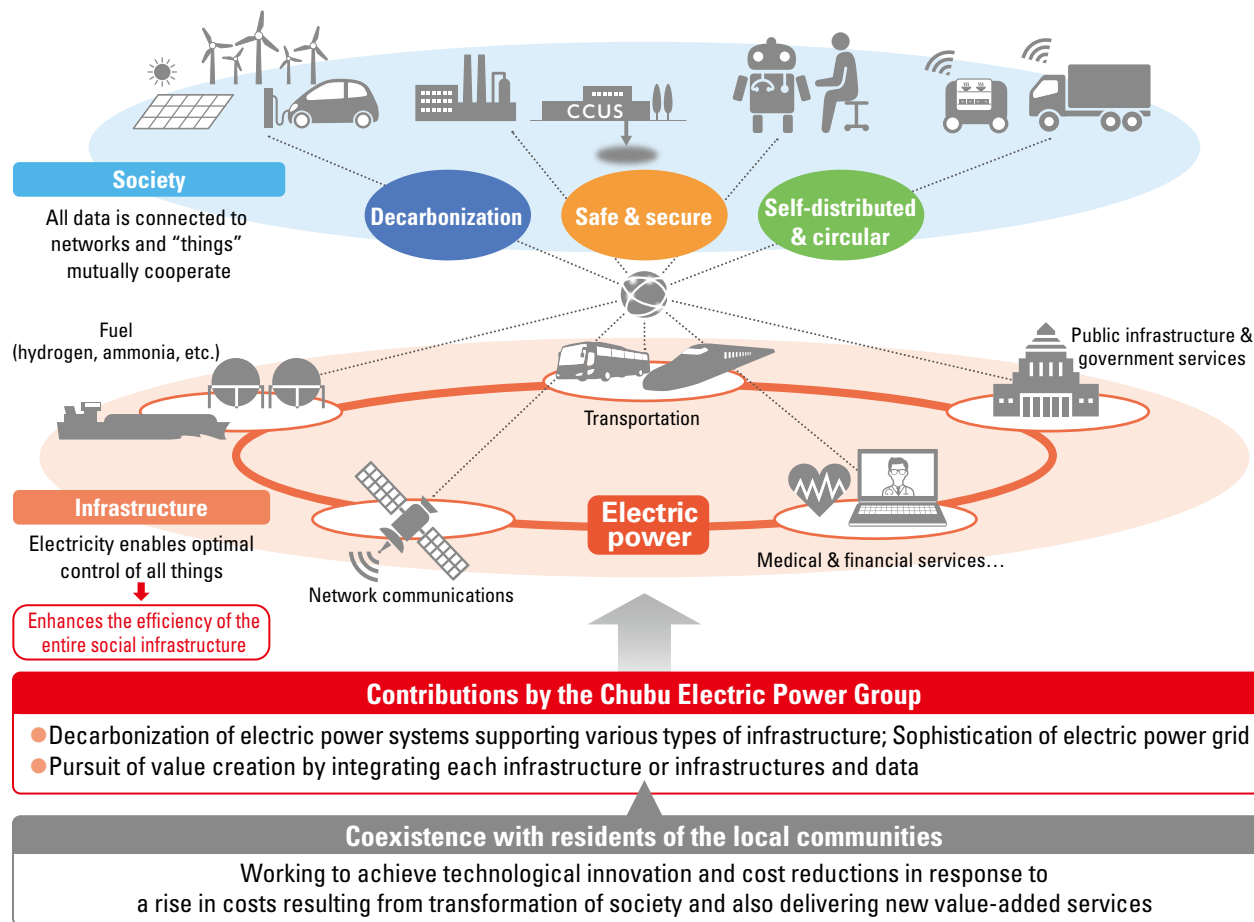 CCUS
Society
All data is connected to
networks and “things”
mutually cooperate
Decarbonization
Safe & secure
Self-distributed
& circular
Fuel
(hydrogen, ammonia, etc.)
Transportation
Public infrastructure &
government services
Infrastructure
Electricity enables optimal
control of all things
Enhances the efficiency of the
entire social infrastructure
Network communications
Electric
power
Medical & financial services…
Contributions by the Chubu Electric Power Group
●Decarbonization of electric power systems supporting various types of infrastructure; Sophistication of electric power grid
●Pursuit of value creation by integrating each infrastructure or infrastructures and data
Coexistence with residents of the local communities
Working to achieve technological innovation and cost reductions in response to
a rise in costs resulting from transformation of society and also delivering new value-added services